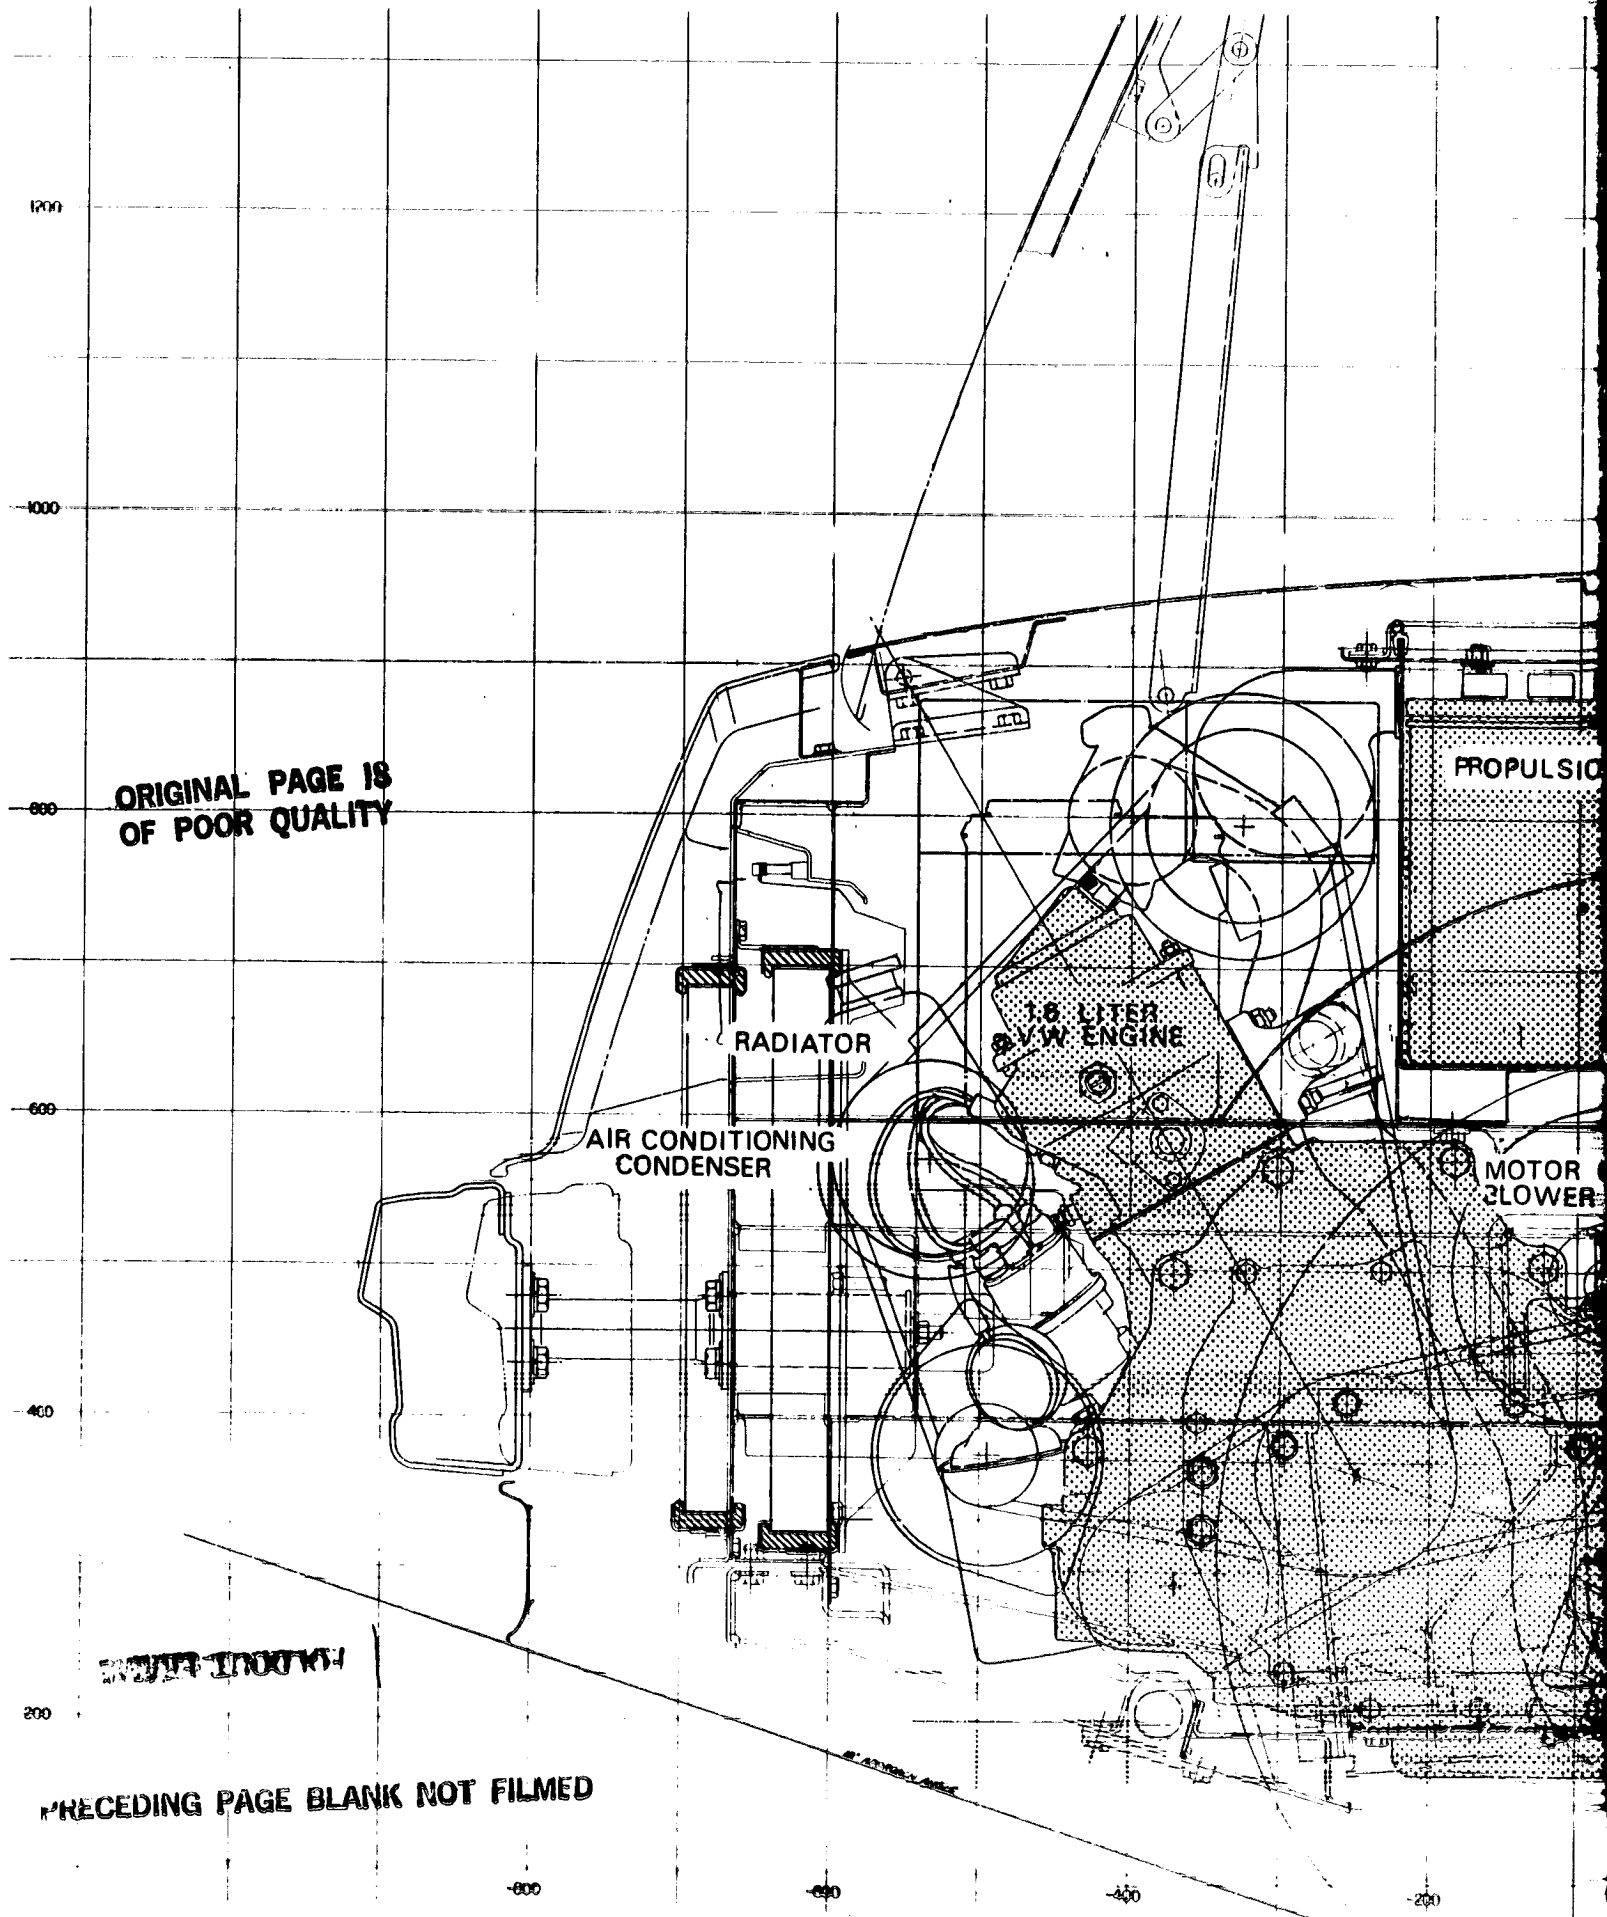 1200
1000
ORIGINAL PAGE IS
OF POOR QUALITY
800
PROPULSIO
1.6 LITER
VW ENGINE
RADIATOR
600
AIR CONDITIONING
CONDENSER
MOTOR
BLOWER
400
200
PRECEDING PAGE BLANK NOT FILMED
-800
-600
-400
-200